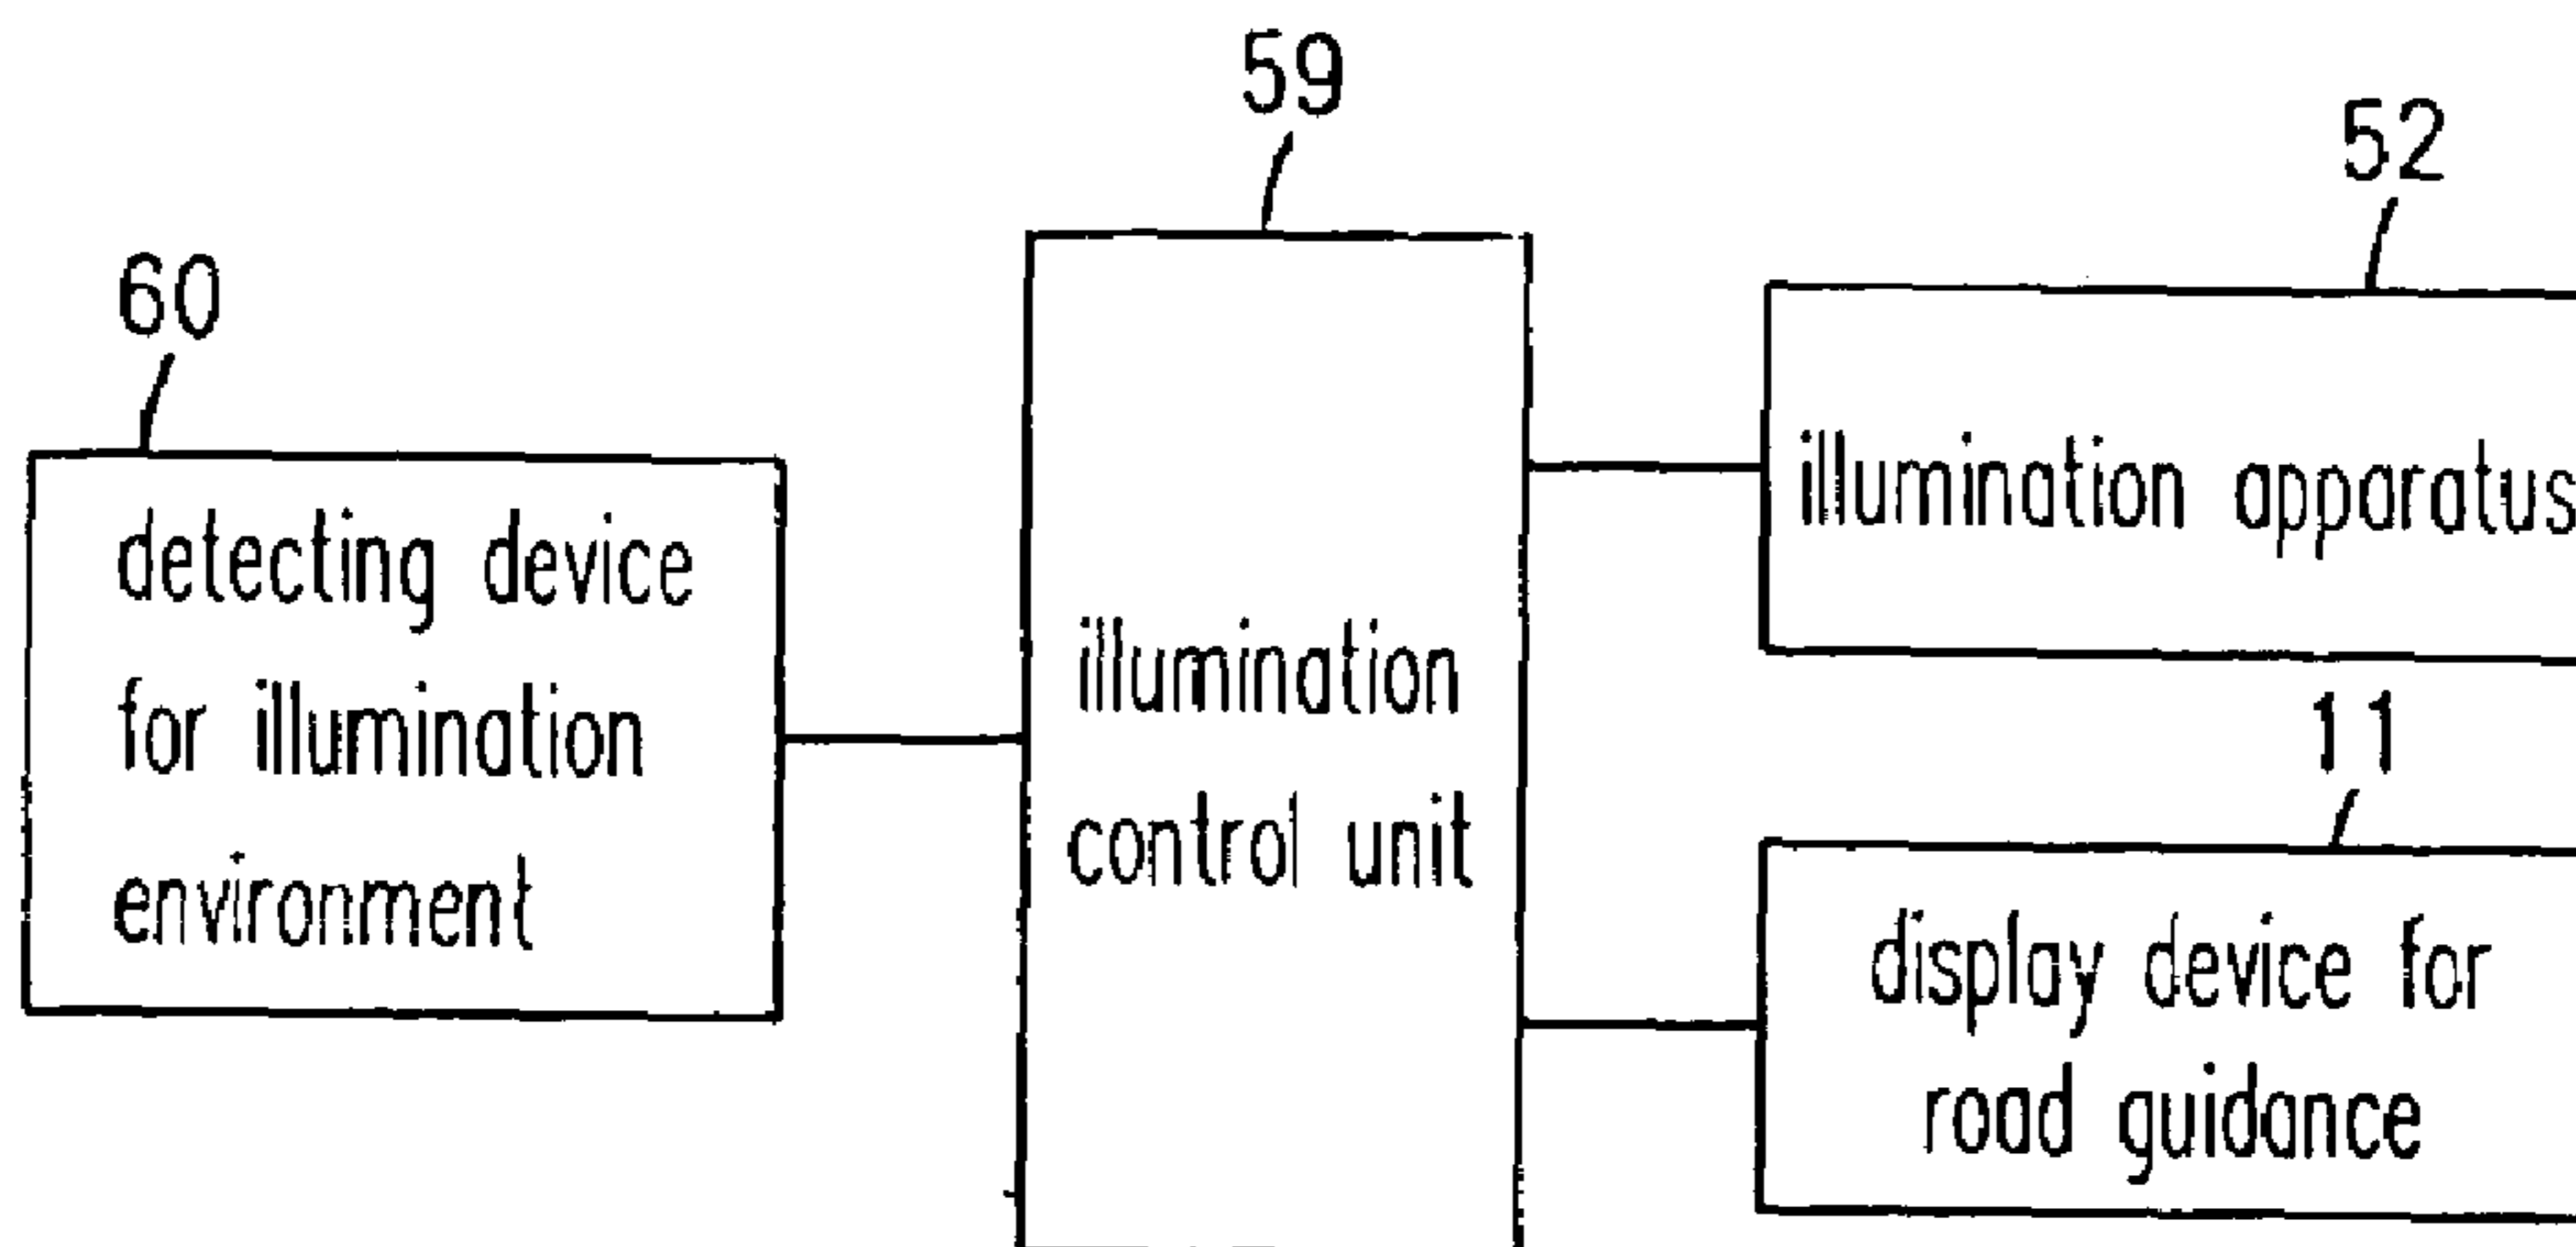 59
52
60
illumination apparatus
detecting device
for illumination
environment
illumination
control unit
11
display device for
road guidance